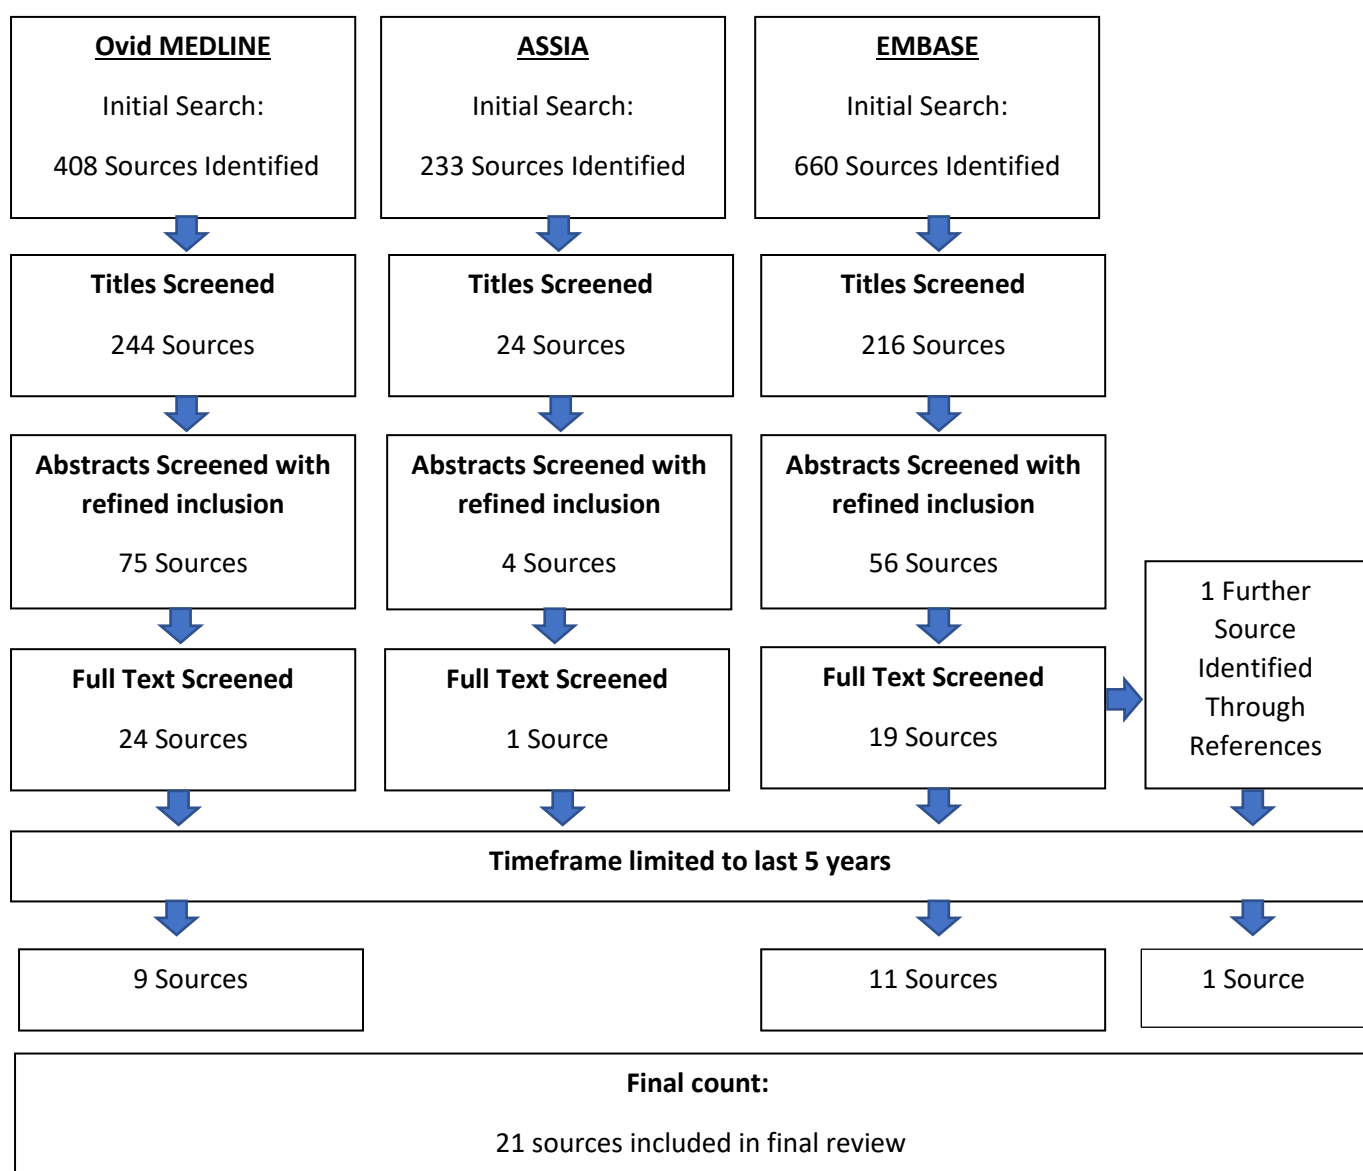 Ovid MEDLINE
Initial Search:
408 Sources Identified
ASSIA
Initial Search:
233 Sources Identified
EMBASE
Initial Search:
660 Sources Identified
Titles Screened
244 Sources
Titles Screened
24 Sources
Titles Screened
216 Sources
Abstracts Screened with
refined inclusion
75 Sources
Abstracts Screened with
refined inclusion
4 Sources
Abstracts Screened with
refined inclusion
56 Sources
Full Text Screened
24 Sources
Full Text Screened
1 Source
Full Text Screened
19 Sources
1 Further
Source
Identified
Through
References
Timeframe limited to last 5 years
9 Sources
11 Sources
1 Source
Final count:
21 sources included in final review